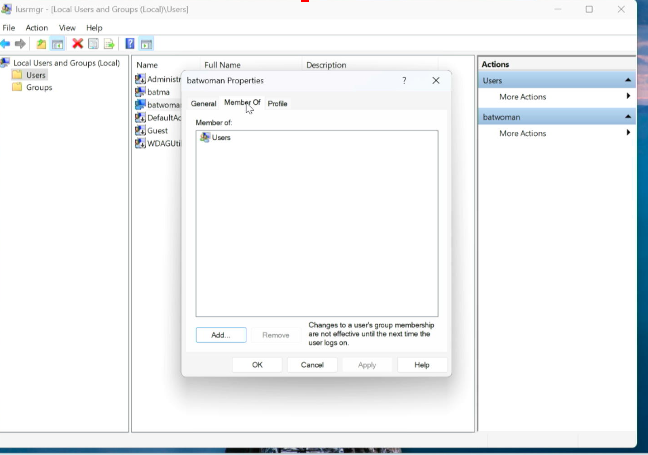 lusrmgr - [Local Users and Groups (Local)\Users]
File Action View Help
Local Users and Groups (Local)
Users
Groups
Name Full Name Description
Administr
batma
batwoma
DefaultAc
Guest
WDAGUti
batwoman Properties
General Member Of Profile
Member of:
Users
Add... Remove
Changes to a user's group membership
are not effective until the next time the
user logs on.
OK Cancel Apply Help
Actions
Users
More Actions
batwoman
More Actions